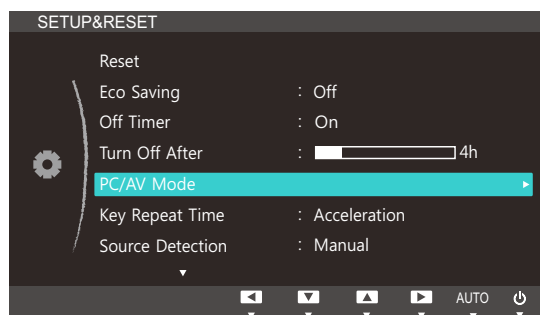 SETUP&RESET
Reset
Eco Saving : Off
Off Timer : On
Turn Off After : 4h
PC/AV Mode
Key Repeat Time : Acceleration
Source Detection : Manual
AUTO